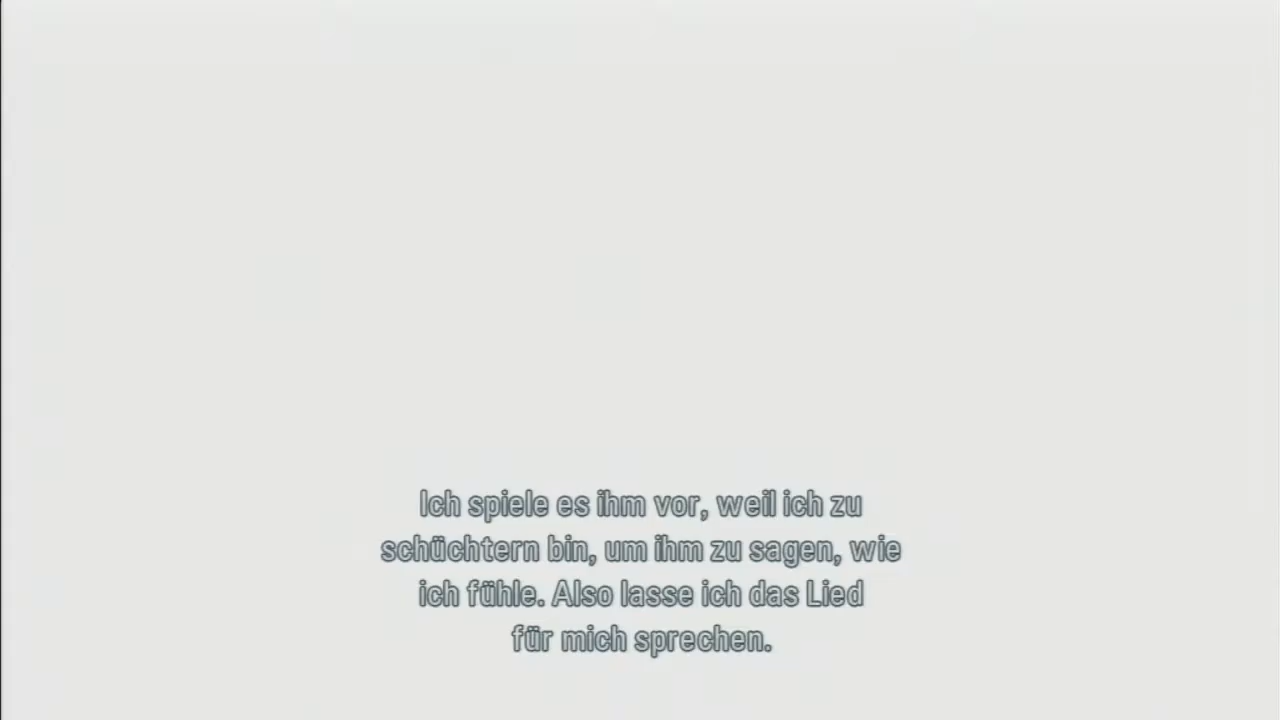 Ich spiele es ihm vor, weil ich zu
schüchtern bin, um ihm zu sagen, wie
ich fühle. Also lasse ich das Lied
für mich sprechen.